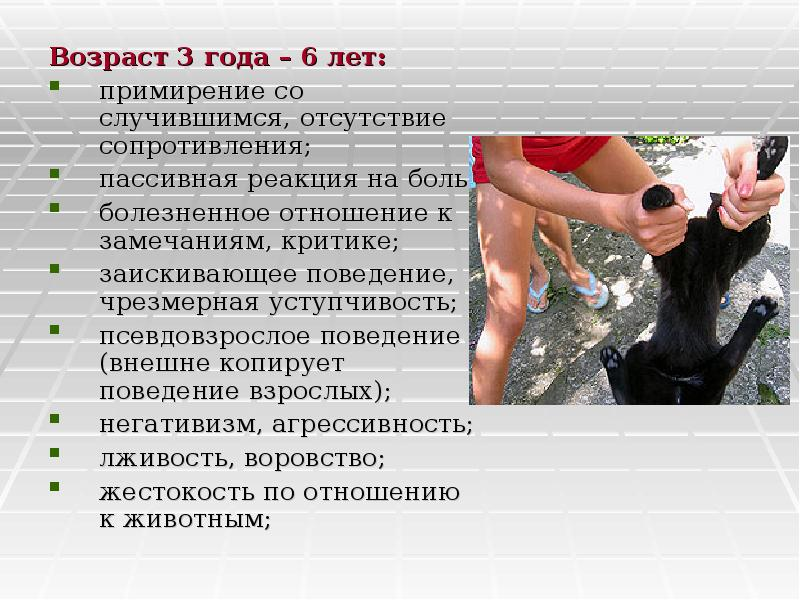 Возраст 3 года – 6 лет:
примирение со
случившимся, отсутствие
сопротивления;
пассивная реакция на боль
болезненное отношение к
замечаниям, критике;
заискивающее поведение,
чрезмерная уступчивость;
псевдовзрослое поведение
(внешне копирует
поведение взрослых);
негативизм, агрессивность;
лживость, воровство;
жестокость по отношению
к животным;